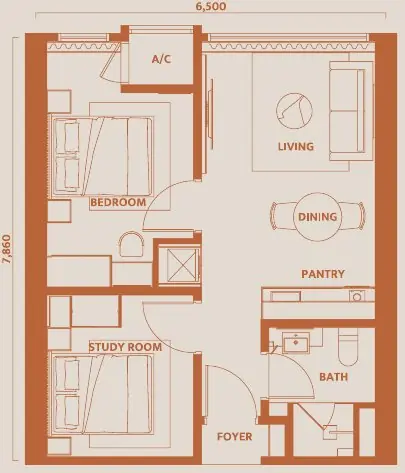 6,500
A/C
LIVING
BEDROOM
DINING
7,860
PANTRY
STUDY ROOM
BATH
FOYER